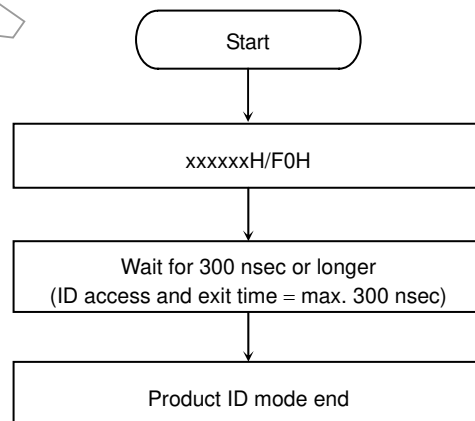 Start
xxxxxxH/F0H
Wait for 300 nsec or longer
(ID access and exit time = max. 300 nsec)
Product ID mode end